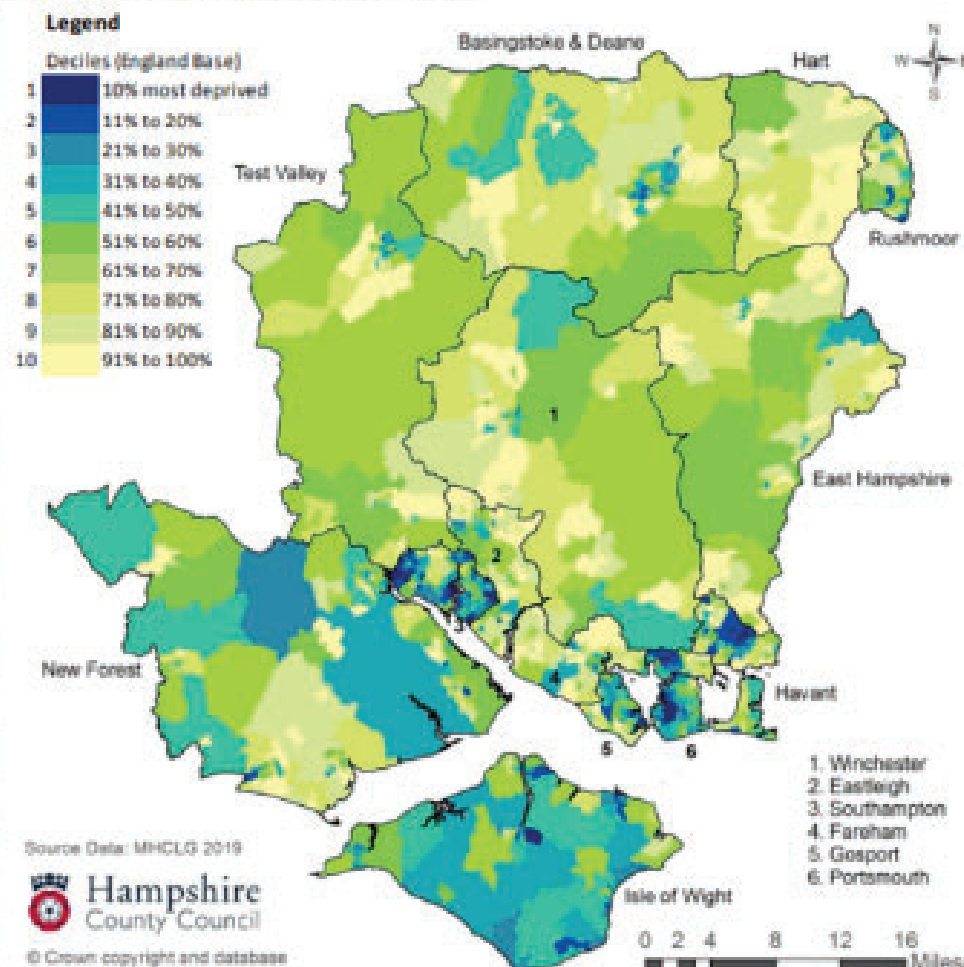 Legend
Deciles (England Base)
1 10% most deprived
2 11% to 20%
3 21% to 30%
4 31% to 40%
5 41% to 50%
6 51% to 60%
7 61% to 70%
8 71% to 80%
9 81% to 90%
10 91% to 100%
Basingstoke & Deane
Hart
N
W
S
Test Valley
Rushmoor
1
East Hampshire
2
3
New Forest
4
Havant
5
6
1. Winchester
2. Eastleigh
3. Southampton
4. Fareham
5. Gosport
6. Portsmouth
Source Data: MHCLG 2019
Hampshire
County Council
Isle of Wight
© Crown copyright and database
0 2 4 8 12 16
Miles